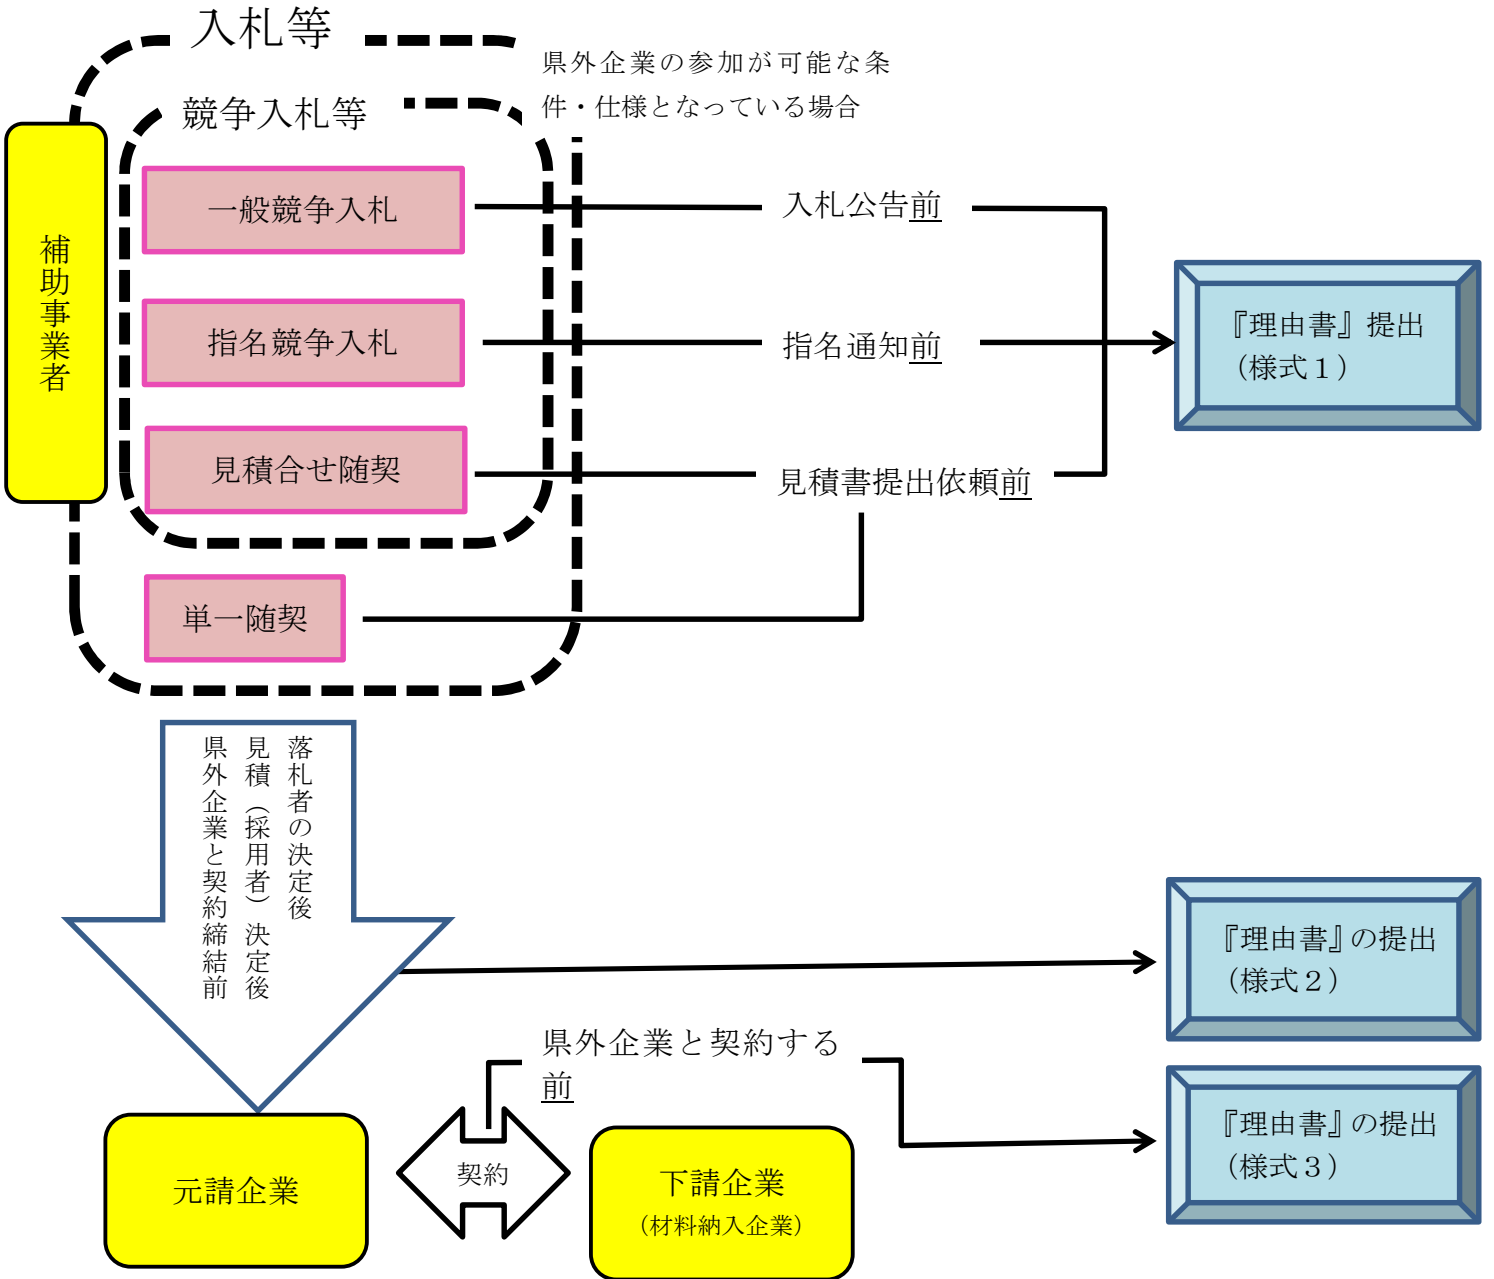 入札等
県外企業の参加が可能な条
件・仕様となっている場合
競争入札等
補助事業者
一般競争入札
入札公告前
指名競争入札
指名通知前
『理由書』提出
（様式１）
見積合せ随契
見積書提出依頼前
単一随契
落札者の決定後
見積（採用者）決定後
県外企業と契約締結前
『理由書』の提出
（様式２）
県外企業と契約する
前
『理由書』の提出
（様式３）
元請企業
契約
下請企業
（材料納入企業）